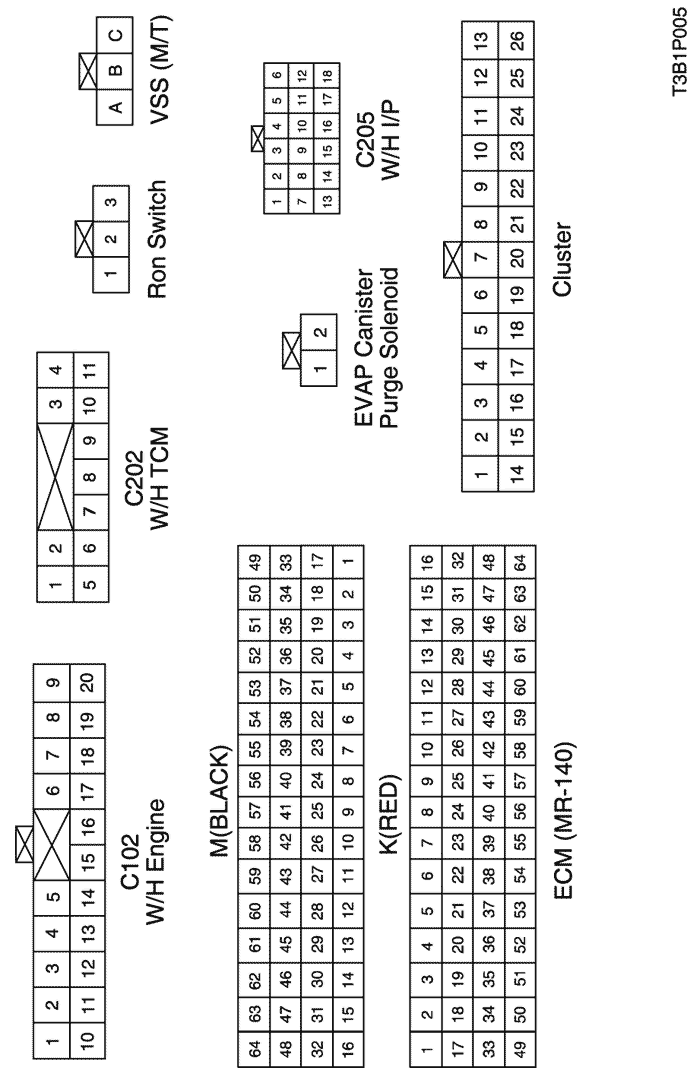 1 2 3 4 5 6 7 8 9
10 11 12 13 14 15 16 17 18 19 20
C102
W/H Engine
1 2 3 4
5 6 7 8 9 10 11
C202
W/H TCM
1 2 3
Ron Switch
A B C
VSS (M/T)
M(BLACK)
64 63 62 61 60 59 58 57 56 55 54 53 52 51 50 49
48 47 46 45 44 43 42 41 40 39 38 37 36 35 34 33
32 31 30 29 28 27 26 25 24 23 22 21 20 19 18 17
16 15 14 13 12 11 10 9 8 7 6 5 4 3 2 1
1 2
EVAP Canister
Purge Solenoid
1 2 3 4 5 6
7 8 9 10 11 12
13 14 15 16 17 18
C205
W/H I/P
K(RED)
1 2 3 4 5 6 7 8 9 10 11 12 13 14 15 16
17 18 19 20 21 22 23 24 25 26 27 28 29 30 31 32
33 34 35 36 37 38 39 40 41 42 43 44 45 46 47 48
49 50 51 52 53 54 55 56 57 58 59 60 61 62 63 64
ECM (MR-140)
1 2 3 4 5 6 7 8 9 10 11 12 13
14 15 16 17 18 19 20 21 22 23 24 25 26
Cluster
T3B1P005